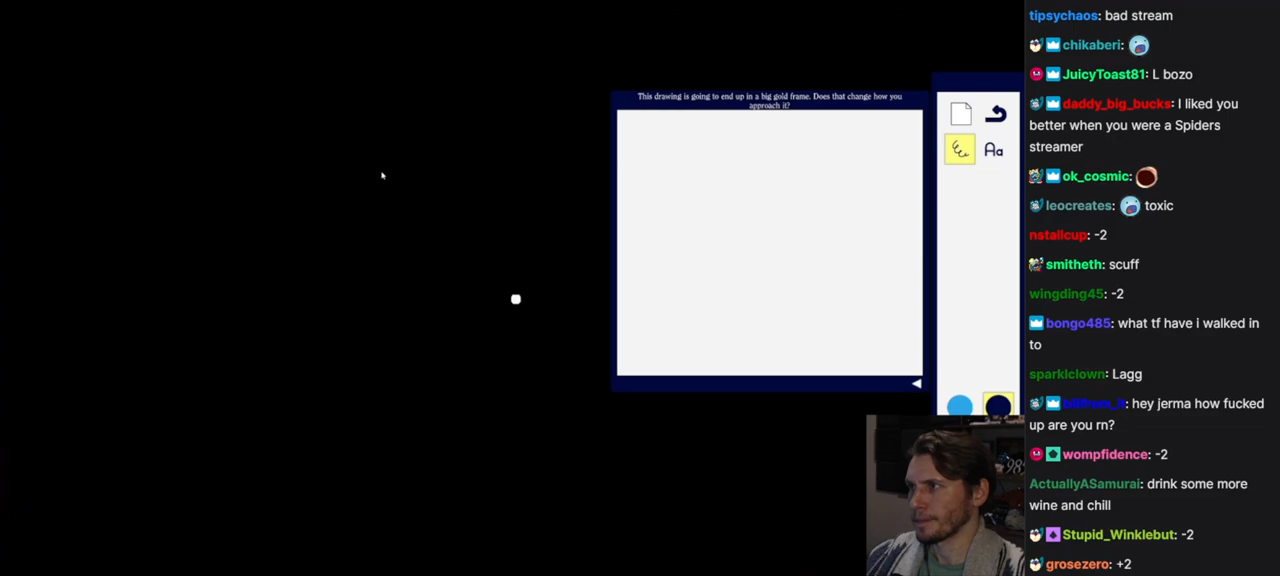 This drawing is going to end up in a big gold frame. Does that change how you
approach it?
Aa
tipsychaos: bad stream
chikaberi:
JuicyToast81: L bozo
daddy_big_bucks: I liked you
better when you were a Spiders
streamer
ok_cosmic:
leocreates: toxic
nstallcup: -2
smitheth: scuff
wingding45: -2
bongo485: what tf have i walked in
to
sparklclown: Lagg
hey jerma how fucked
up are you rn?
wompfidence: -2
ActuallyASamurai: drink some more
wine and chill
Stupid_Winklebut: -2
grosezero: +2